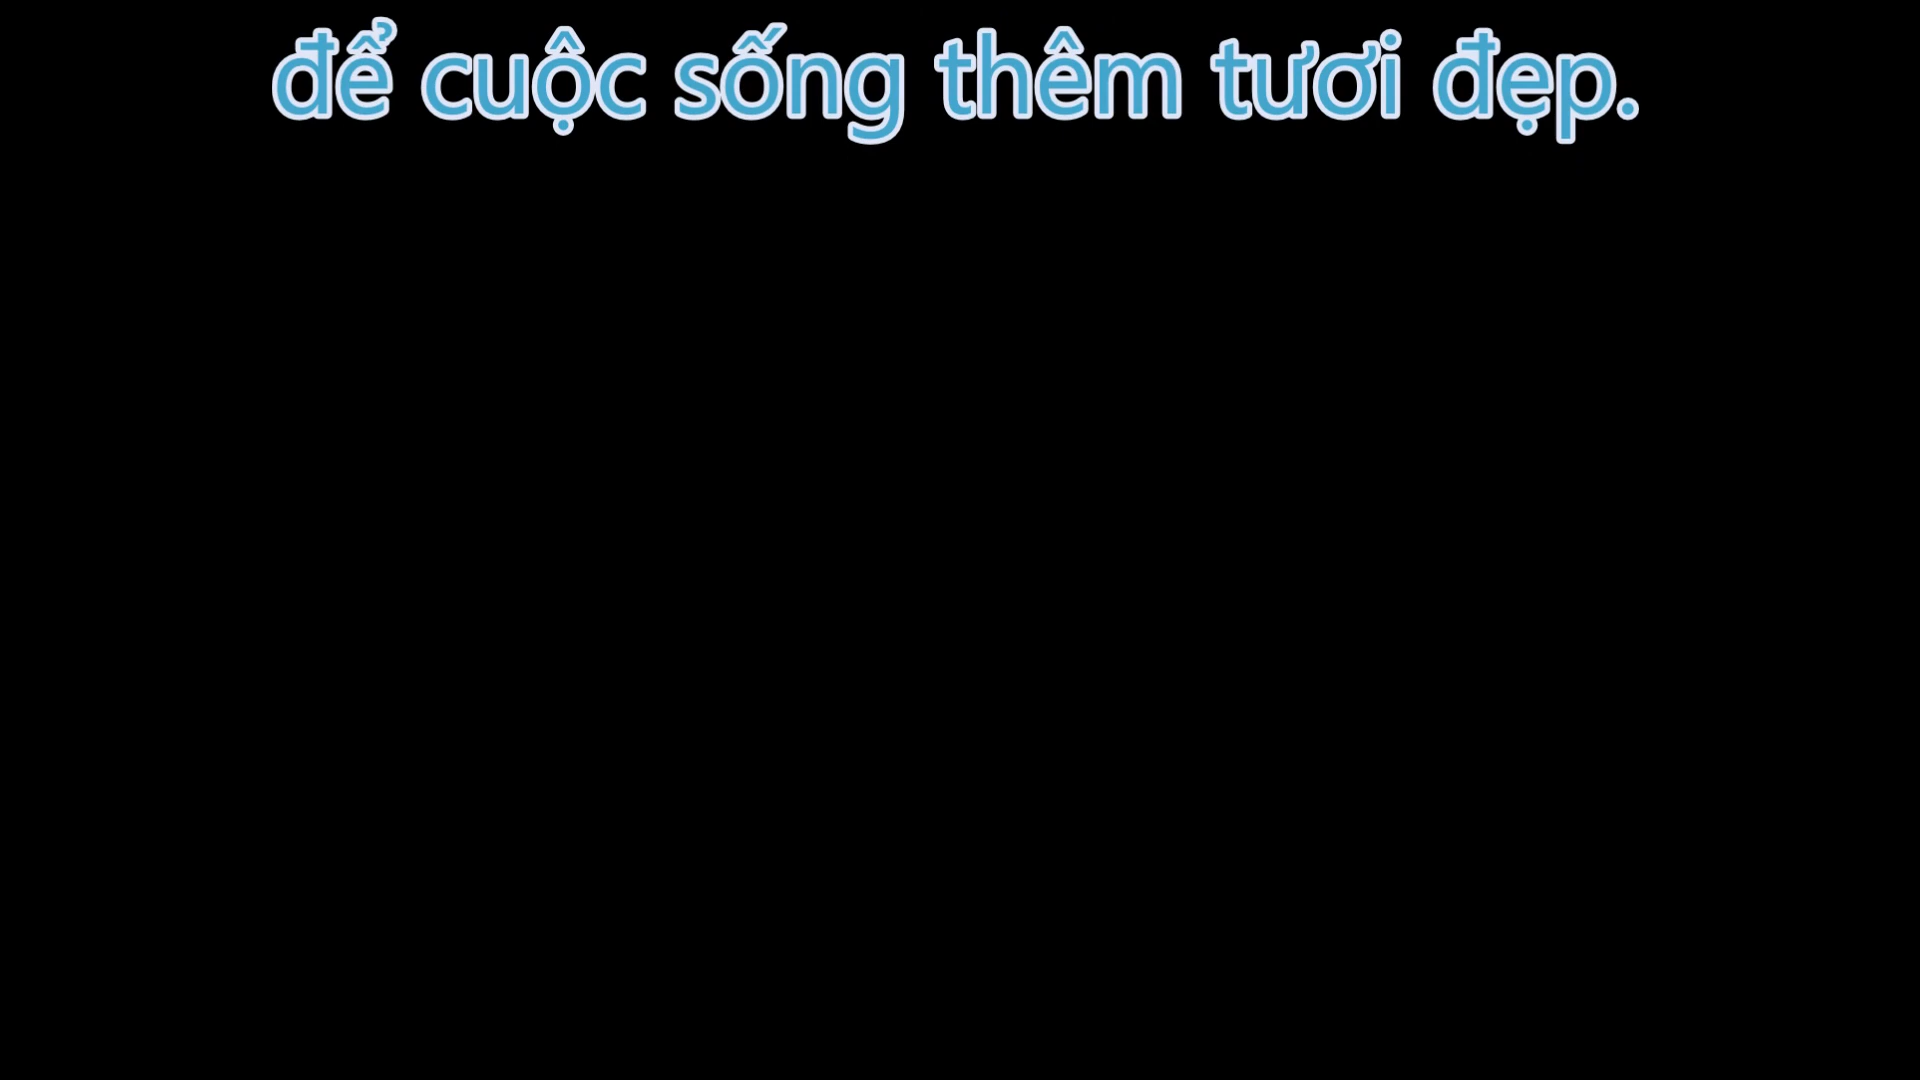 để cuộc sống thêm tươi đẹp.